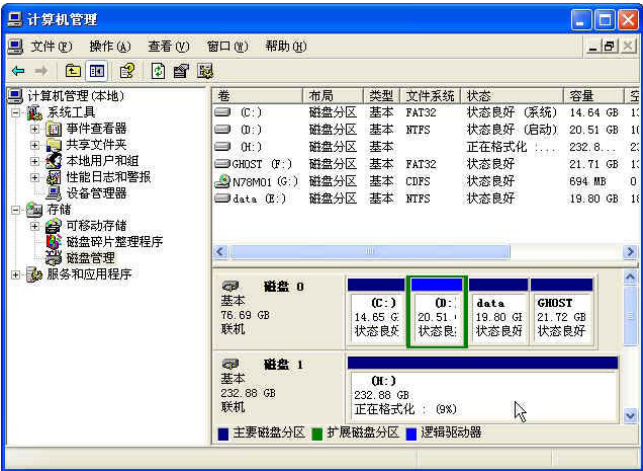 计算机管理
文件(F) 操作(A) 查看(V) 窗口(W) 帮助(H)
计算机管理(本地)
系统工具
事件查看器
共享文件夹
本地用户和组
性能日志和警报
设备管理器
存储
可移动存储
磁盘碎片整理程序
磁盘管理
服务和应用程序
卷 布局 类型 文件系统 状态 容量 空
(C:) 磁盘分区 基本 FAT32 状态良好 (系统) 14.64 GB
(D:) 磁盘分区 基本 NTFS 状态良好 (启动) 20.51 GB
(H:) 磁盘分区 基本 正在格式化 :... 232.8...
GHOST (F:) 磁盘分区 基本 FAT32 状态良好 21.71 GB
N78M01 (G:) 磁盘分区 基本 CDFS 状态良好 694 MB 0
data (E:) 磁盘分区 基本 NTFS 状态良好 19.80 GB
磁盘 0
基本
76.69 GB
联机
(C:)
14.65 G
状态良好
(D:
20.51
状态良
data
19.80 GI
状态良好
GHOST
21.72 GB
状态良好
磁盘 1
基本
232.88 GB
联机
(H:)
232.88 GB
正在格式化 : (9%)
主要磁盘分区 扩展磁盘分区 逻辑驱动器